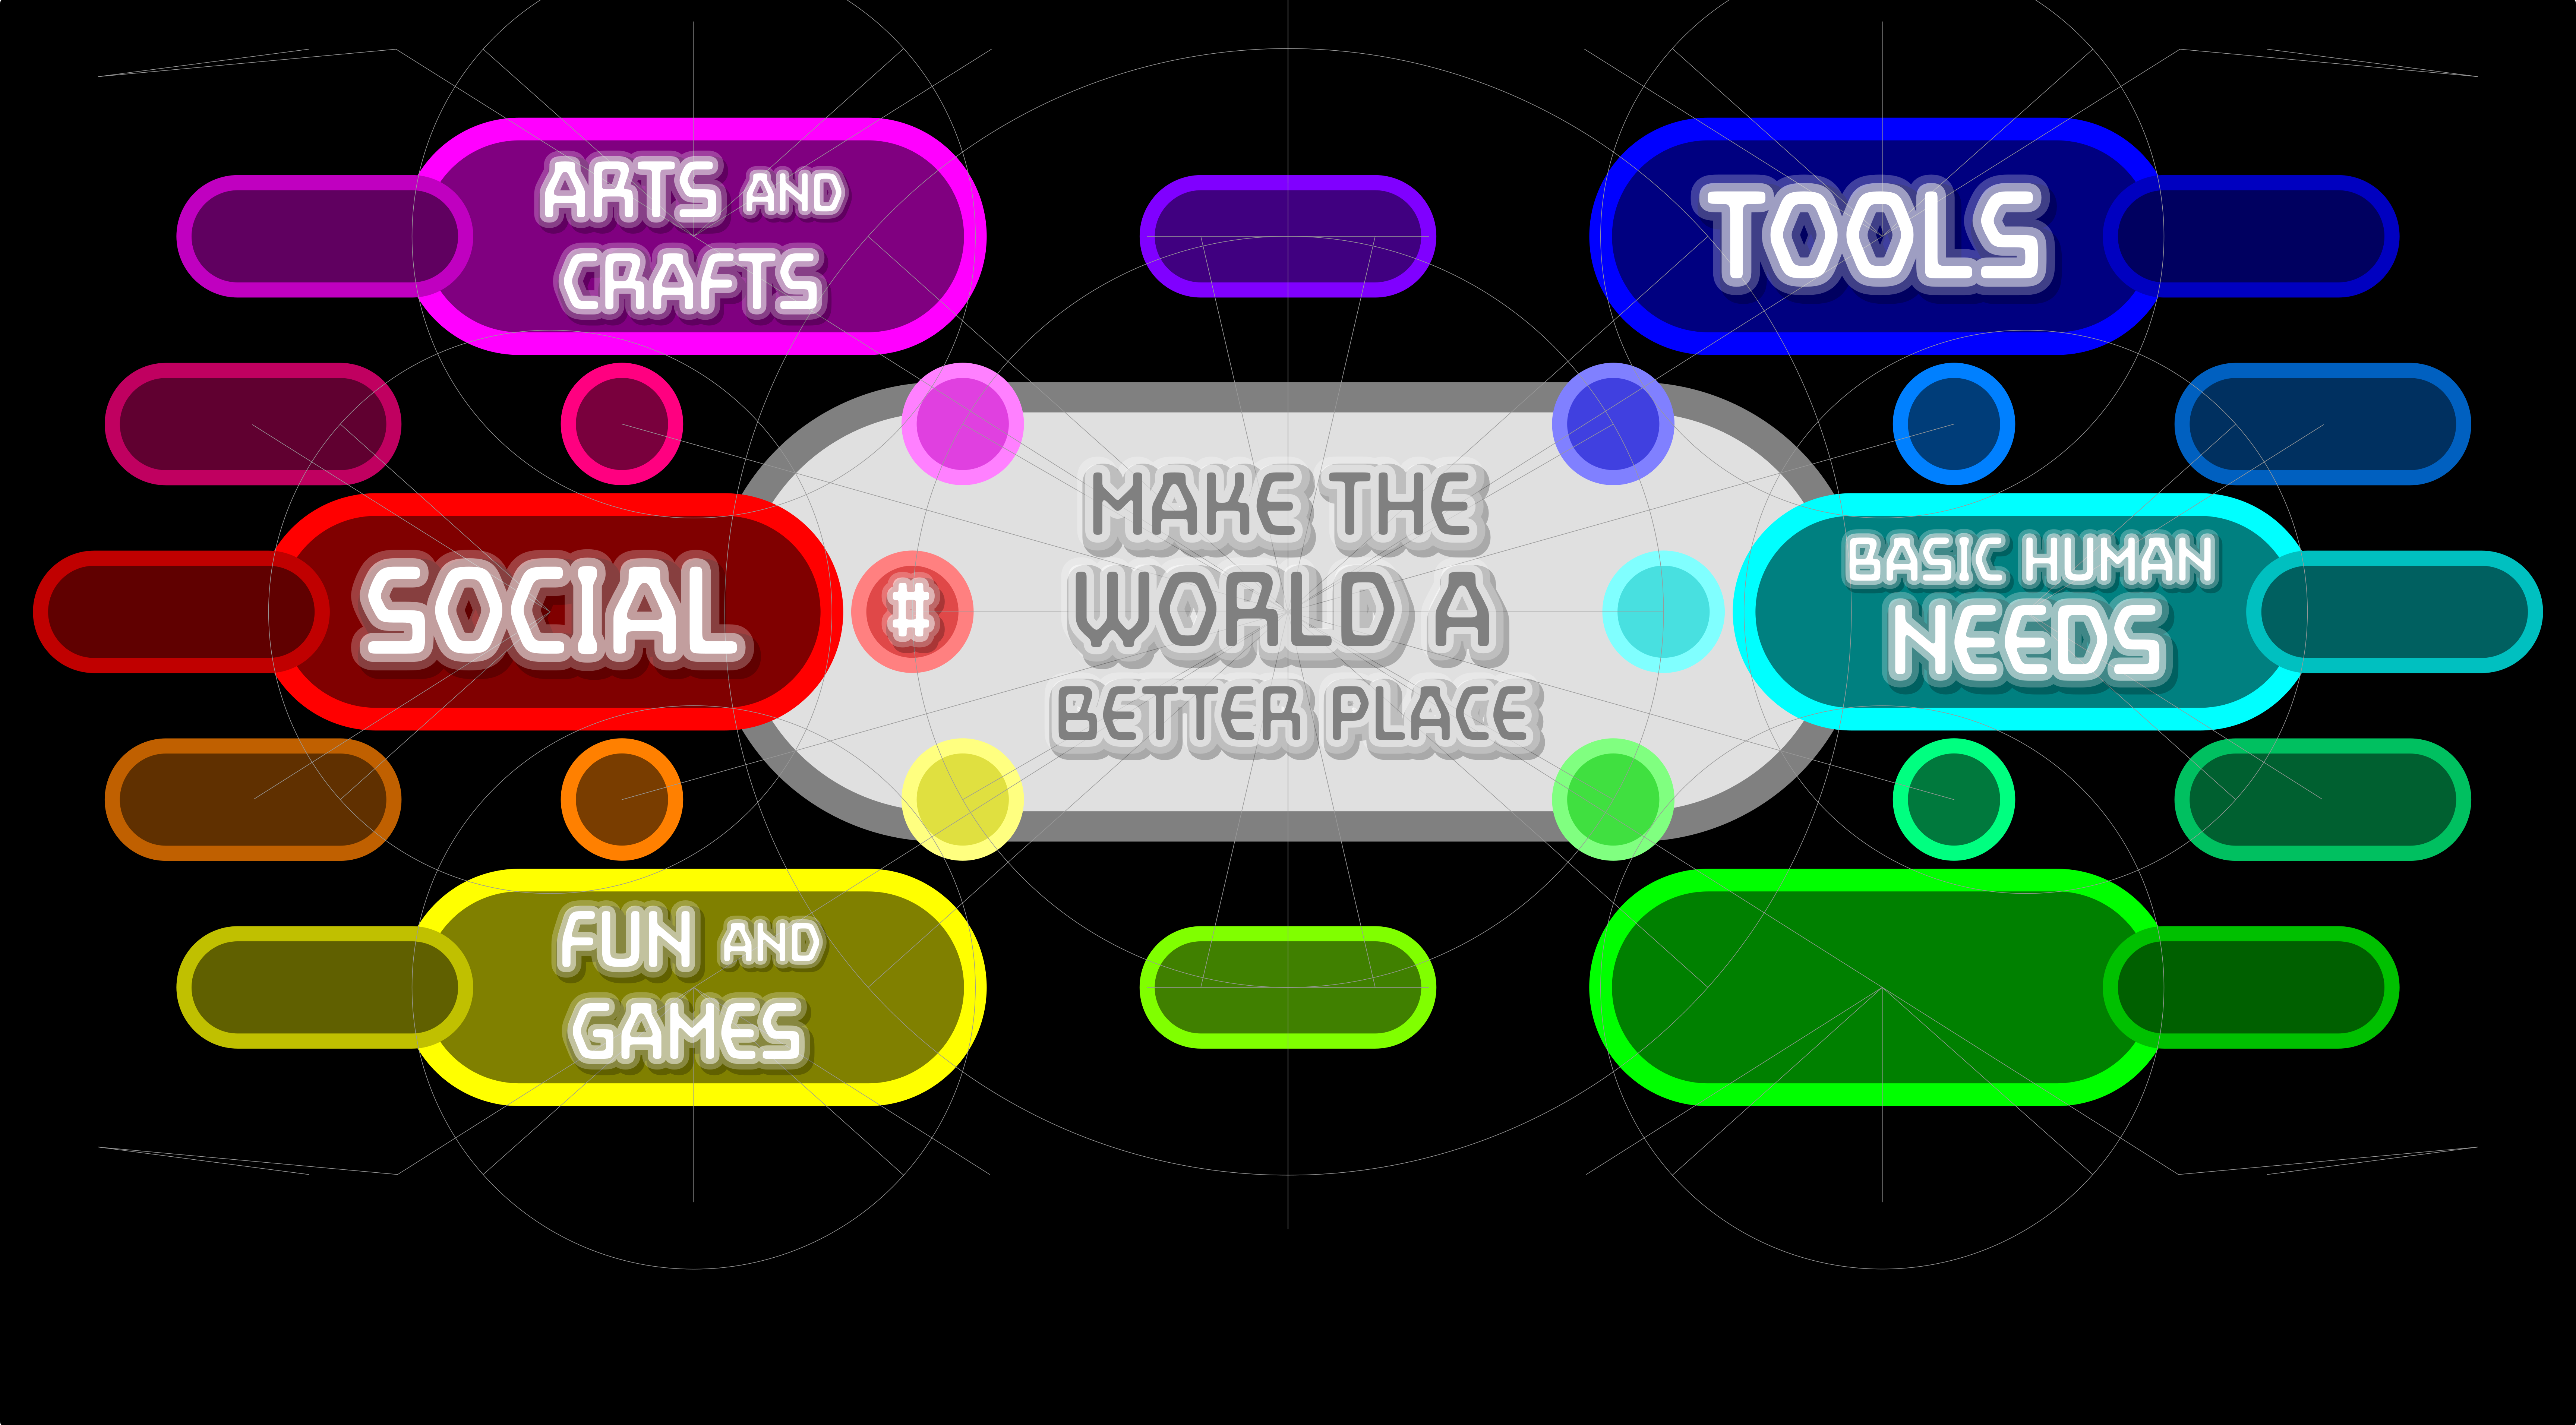 ARTS AND
CRAFTS
TOOLS
MAKE THE
WORLD A
BETTER PLACE
SOCIAL
#
BASIC HUMAN
NEEDS
FUN AND
GAMES